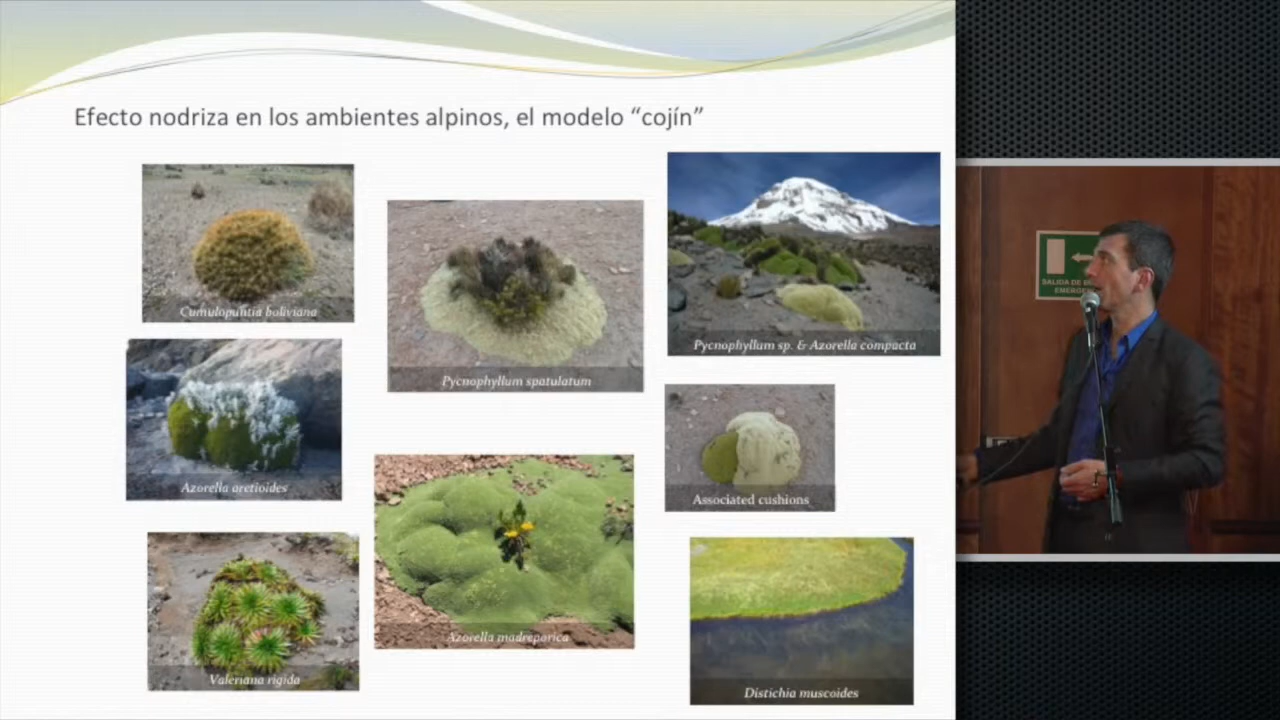 Efecto nodriza en los ambientes alpinos, el modelo “cojín”
Cumulopuntia boliviana
Pycnophyllum spatulatum
Pycnophyllum sp. & Azorella compacta
Azorella aretioides
Associated cushions
Azorella madreporica
Valeriana rigida
Distichia muscoides
SALIDA DE
EMERGEN